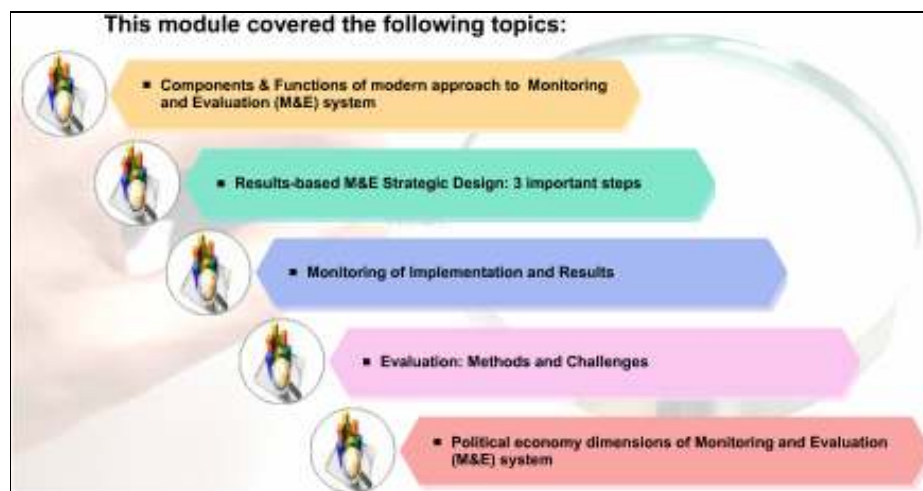 This module covered the following topics:
▪ Components & Functions of modern approach to Monitoring
and Evaluation (M&E) system
▪ Results-based M&E Strategic Design: 3 important steps
▪ Monitoring of Implementation and Results
▪ Evaluation: Methods and Challenges
▪ Political economy dimensions of Monitoring and Evaluation
(M&E) system